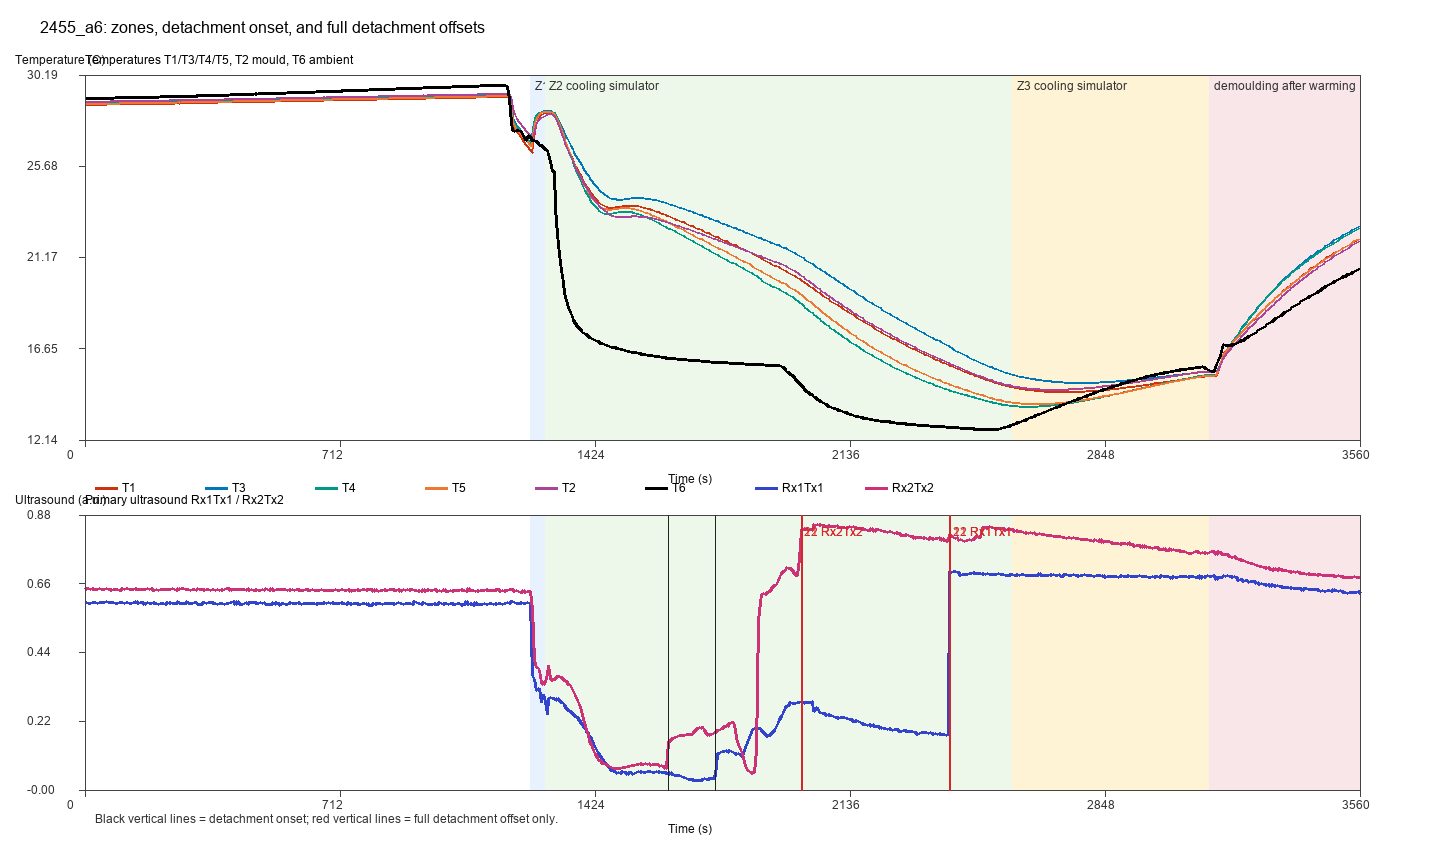 2455_a6: zones, detachment onset, and full detachment offsets
Temperature (C)
Temperatures T1/T3/T4/T5, T2 mould, T6 ambient
30.19
25.68
21.17
16.65
12.14
Z2 cooling simulator
Z3 cooling simulator
demoulding after warming
0
712
1424
2136
2848
3560
Time (s)
T1
T3
T4
T5
T2
T6
Rx1Tx1
Rx2Tx2
Ultrasound (a.u.)
Primary ultrasound Rx1Tx1 / Rx2Tx2
0.88
0.66
0.44
0.22
-0.00
Rx2Tx2
Rx1Tx1
0
712
1424
2136
2848
3560
Black vertical lines = detachment onset; red vertical lines = full detachment offset only.
Time (s)